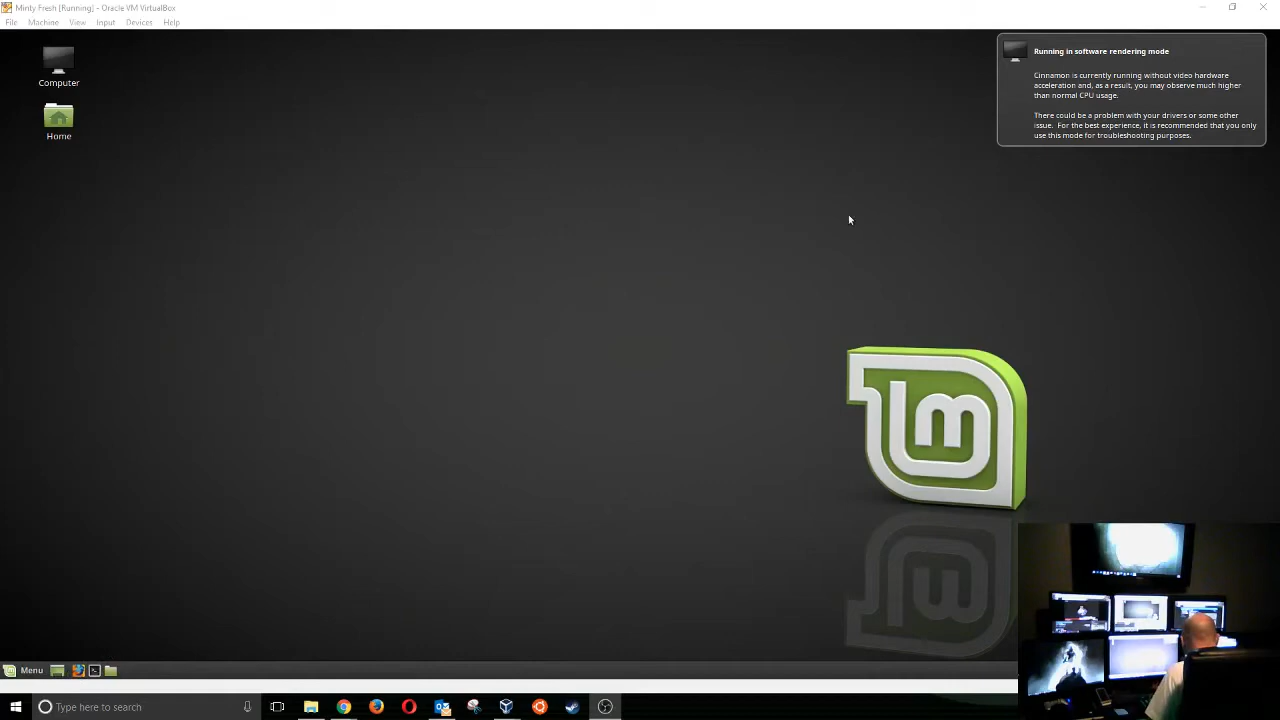 Minty Fresh [Running] - Oracle VM VirtualBox
File Machine View Input Devices Help
Computer
Home
Running in software rendering mode
Cinnamon is currently running without video hardware
acceleration and, as a result, you may observe much higher
than normal CPU usage.
There could be a problem with your drivers or some other
issue. For the best experience, it is recommended that you only
use this mode for troubleshooting purposes.
lm
Menu
Type here to search